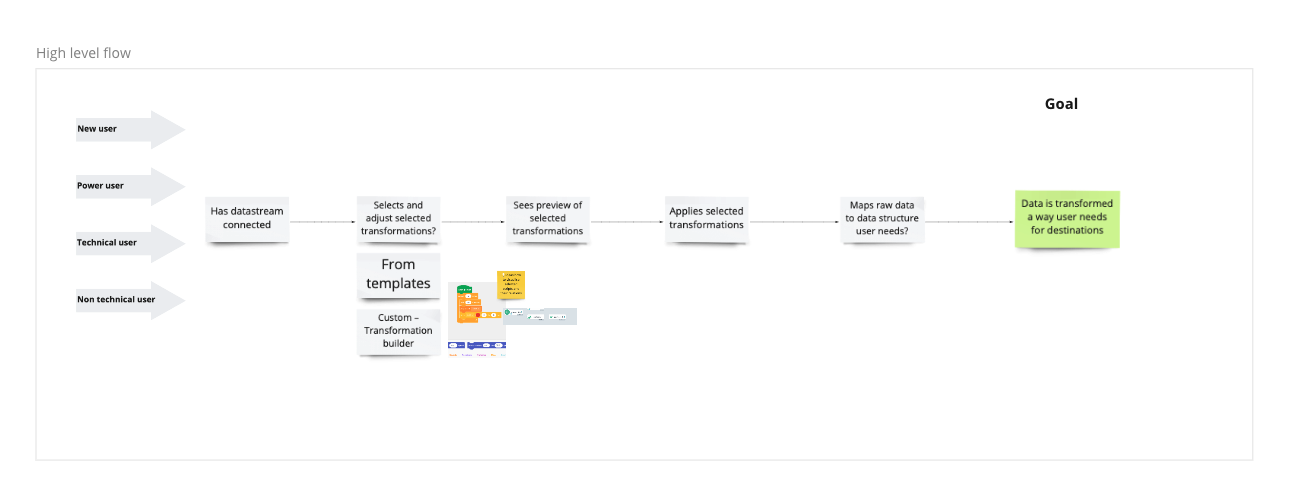 High level flow
Goal
New user
Power user
Technical user
Non technical user
Has datastream
connected
Selects and
adjust selected
transformations?
Sees preview of
selected
transformations
Applies selected
transformations
Maps raw data
to data structure
user needs?
Data is transformed
a way user needs
for destinations
From
templates
Custom –
Transformation
builder